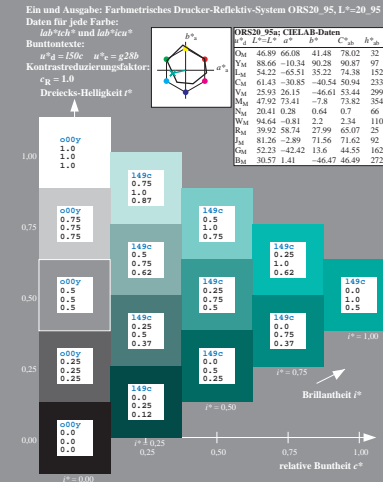 Ein und Ausgabe: Farbmetrisches Drucker-Reflektiv-System ORS20_95, L*=20_95
Daten für jede Farbe:
lab*tch* und lab*icu*
Bunttexte:
u*d = l50c u*e = g28b
Kontrastreduzierungsfaktor:
cR = 1.0
Dreiecks-Helligkeit i*
b*a
a*a
ORS20_95a; CIELAB-Daten
u*d L*=L* a* b* C*ab h*
OM 46.89 66.08 41.48 78.02 32
YM 88.66 −10.34 90.28 90.87 97
LM 54.22 −65.51 35.22 74.38 152
CM 61.43 −30.85 −40.54 50.94 233
VM 25.93 26.15 −46.61 53.44 299
MM 47.92 73.41 −7.8 73.82 354
NM 20.41 0.28 0.64 0.7 66
WM 94.64 −0.81 2.2 2.34 110
RM 39.92 58.74 27.99 65.07 25
JM 81.26 −2.89 71.56 71.62 92
GM 52.23 −42.42 13.6 44.55 162
BM 30.57 1.41 −46.47 46.49 272
1,00
0,75
0,50
0,25
0,00
o00y
1.0
1.0
1.0
o00y
0.75
0.75
0.75
o00y
0.5
0.5
0.5
o00y
0.25
0.25
0.25
o00y
0.0
0.0
0.0
149c
0.75
1.0
0.87
149c
0.5
0.75
0.62
149c
0.25
0.5
0.37
149c
0.0
0.25
0.12
149c
0.5
1.0
0.75
149c
0.25
0.75
0.5
149c
0.0
0.5
0.25
149c
0.25
1.0
0.62
149c
0.0
0.75
0.37
149c
0.0
1.0
0.5
i* = 1,00
i* = 0,75
i* = 0,50
i* = 0,25
i* = 0,00
Brillantheit i*
0,25
0,50
0,75
1,00
relative Buntheit c*